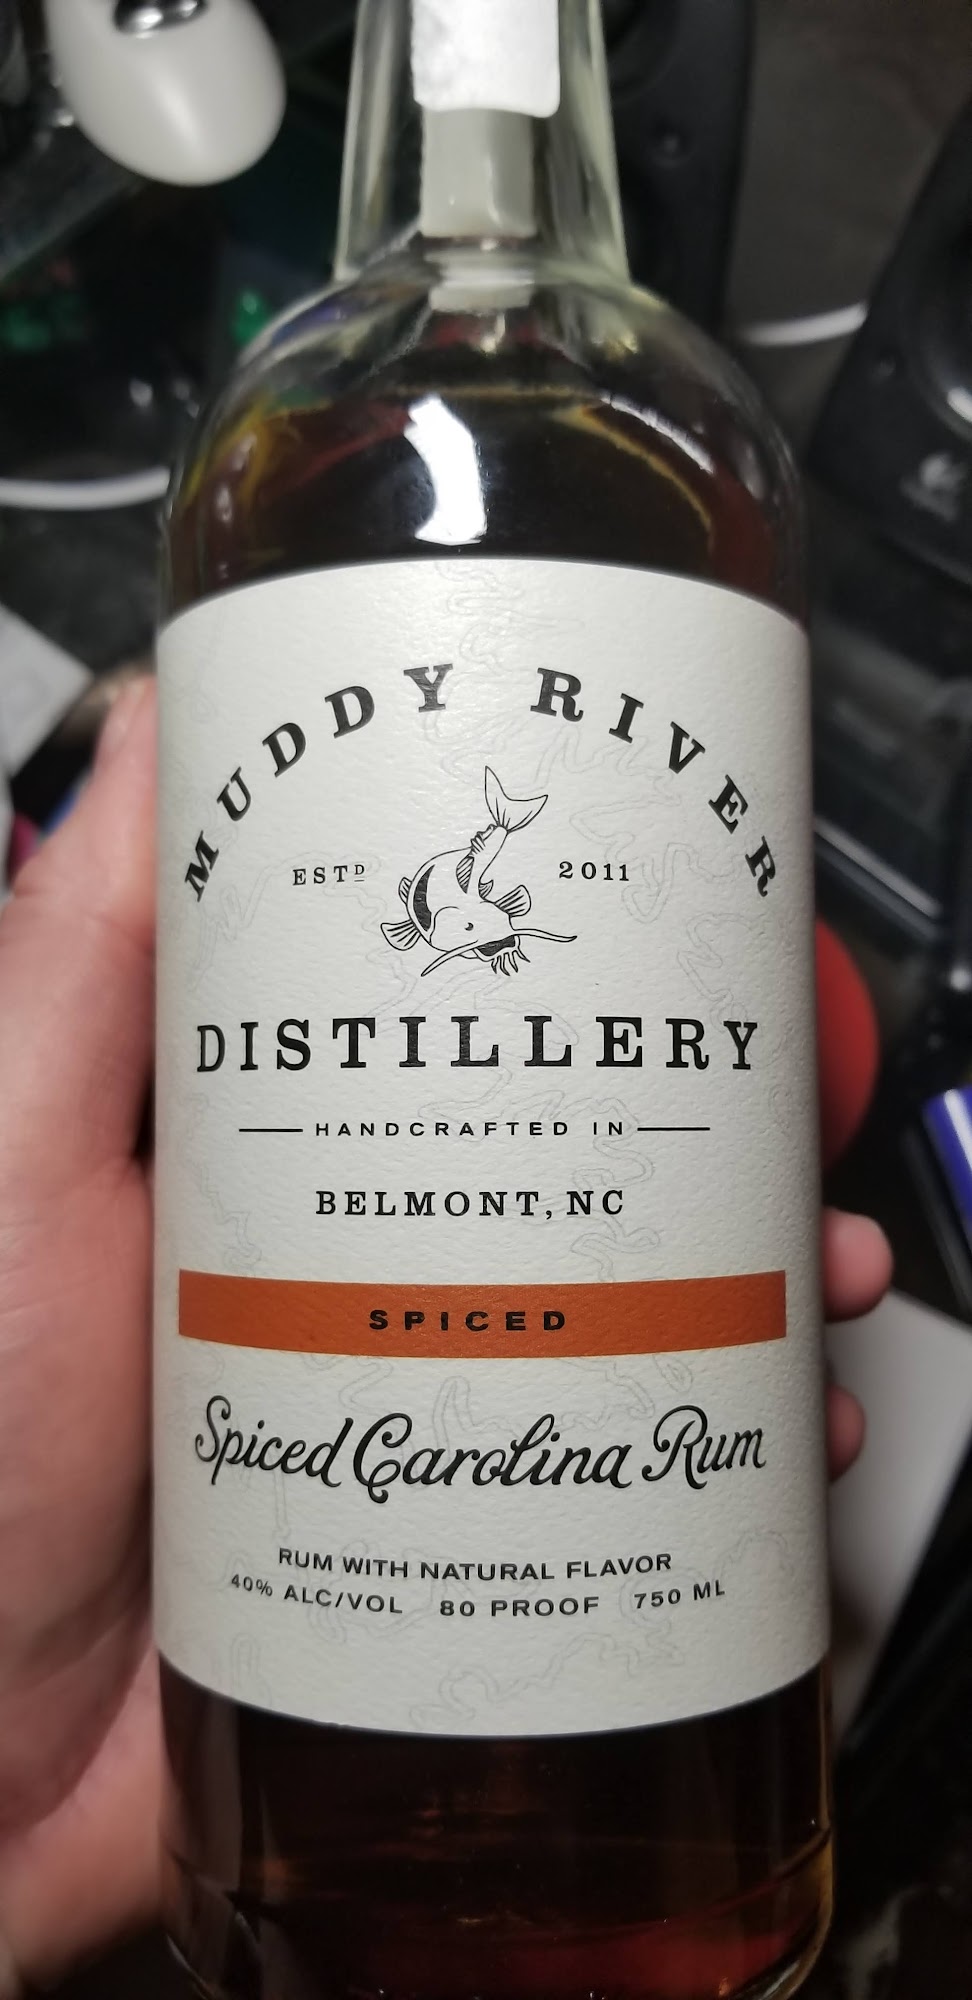 MUDDY RIVER
ESTD 2011
DISTILLERY
HANDCRAFTED IN
BELMONT, NC
SPICED
Spiced Carolina Rum
RUM WITH NATURAL FLAVOR
40% ALC/VOL 80 PROOF 750 ML